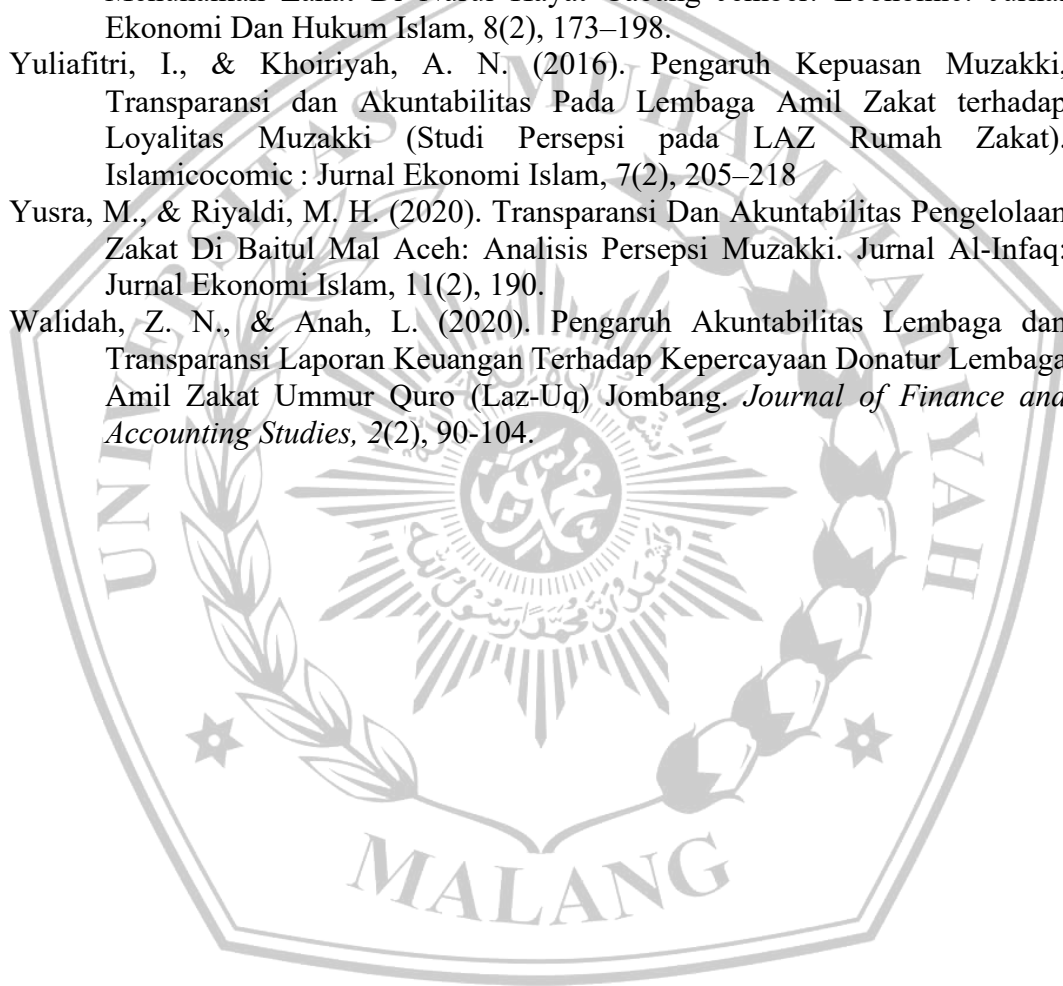 Ekonomi Dan Hukum Islam, 8(2), 173–198.
Yuliafitri, I., & Khoiriyah, A. N. (2016). Pengaruh Kepuasan Muzakki,
Transparansi dan Akuntabilitas Pada Lembaga Amil Zakat terhadap
Loyalitas Muzakki (Studi Persepsi pada LAZ Rumah Zakat).
Islamicocomic : Jurnal Ekonomi Islam, 7(2), 205–218
Yusra, M., & Riyaldi, M. H. (2020). Transparansi Dan Akuntabilitas Pengelolaan
Zakat Di Baitul Mal Aceh: Analisis Persepsi Muzakki. Jurnal Al-Infaq:
Jurnal Ekonomi Islam, 11(2), 190.
Walidah, Z. N., & Anah, L. (2020). Pengaruh Akuntabilitas Lembaga dan
Transparansi Laporan Keuangan Terhadap Kepercayaan Donatur Lembaga
Amil Zakat Ummur Quro (Laz-Uq) Jombang. Journal of Finance and
Accounting Studies, 2(2), 90-104.
UNIVERSITAS MUHAMMADIYAH
MALANG